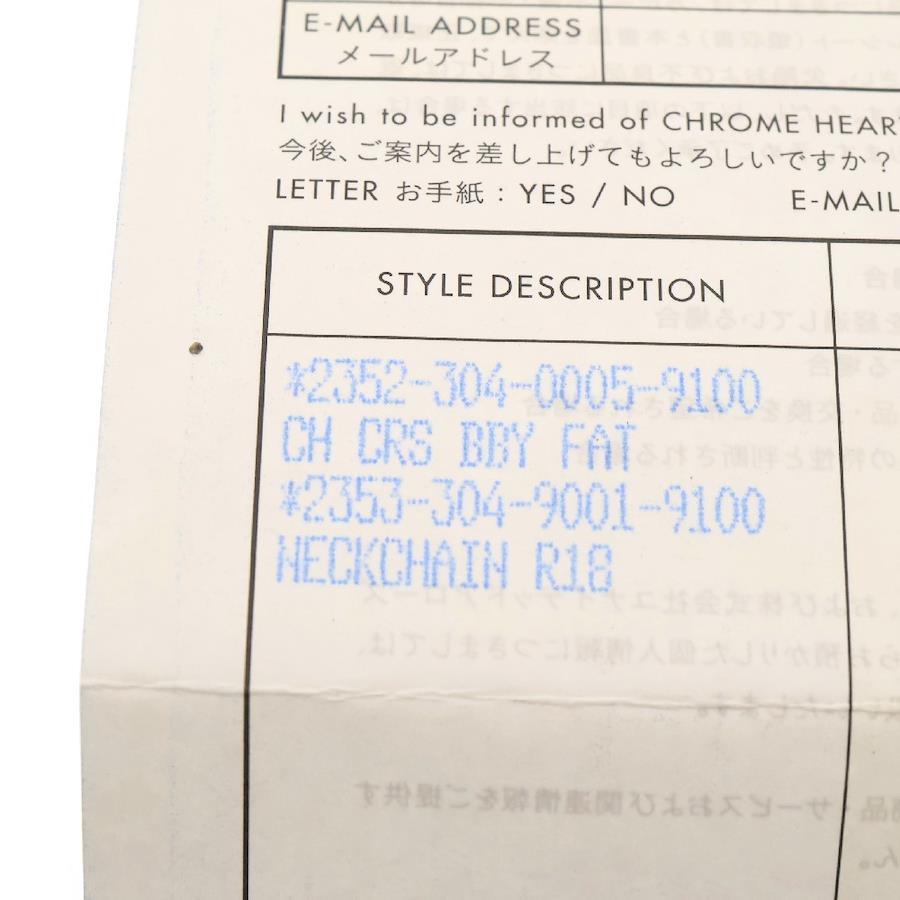 E-MAIL ADDRESS
メールアドレス
I wish to be informed of CHROME HEAR
今後、ご案内を差し上げてもよろしいですか?
LETTER お手紙 : YES / NO E-MAIL
STYLE DESCRIPTION
*2352-304-0005-9100
CH CRS BBY FAT
*2353-304-9001-9100
NECKCHAIN R18